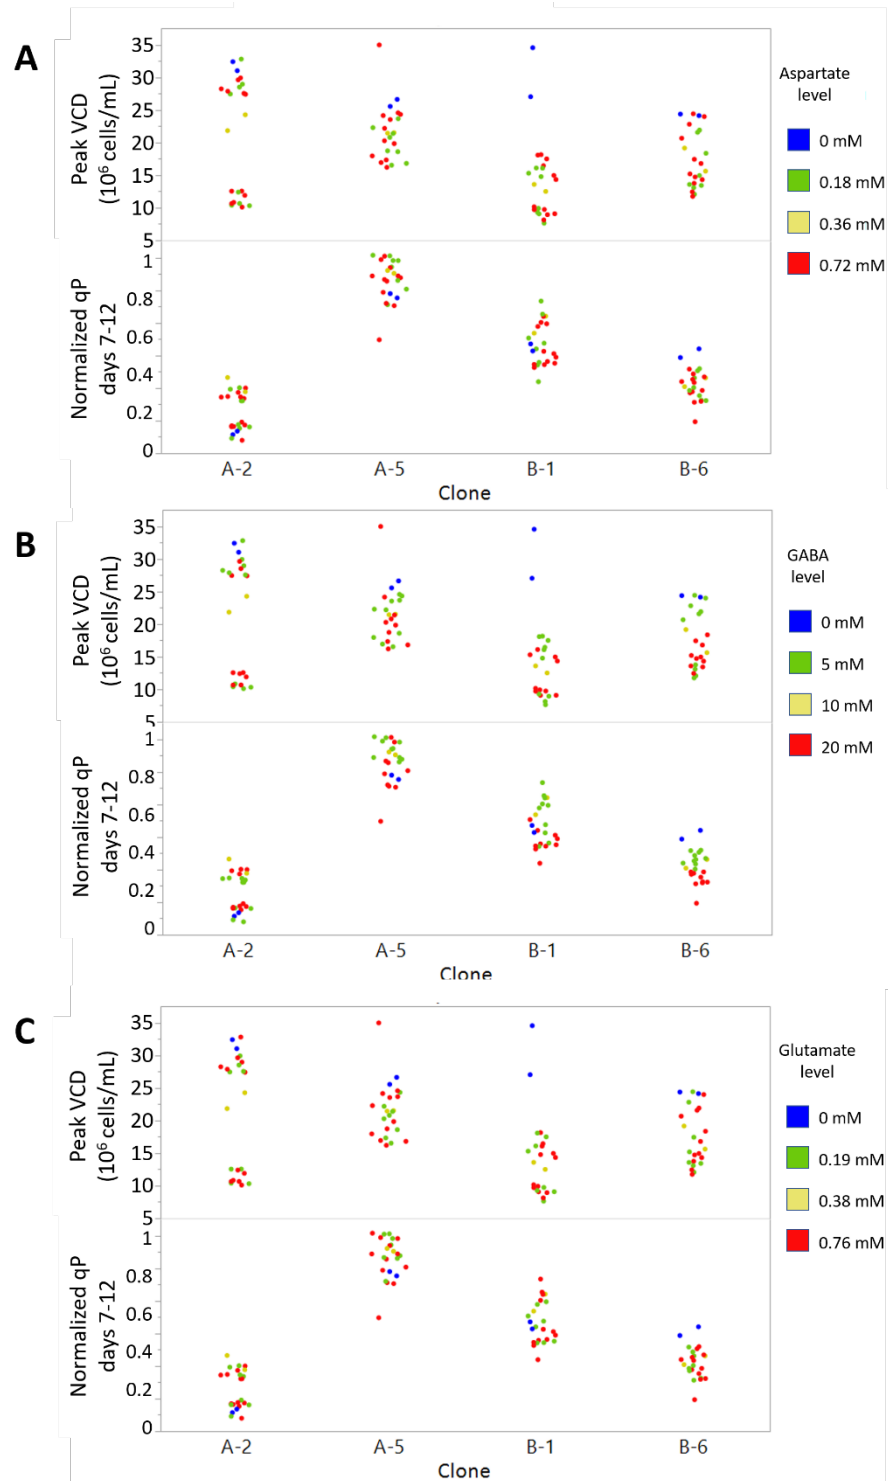 A
35
30
25
20
15
10
5
Peak VCD
(10⁶ cells/mL)
1
0.8
0.6
0.4
0.2
0
Normalized qP
days 7-12
A-2 A-5 B-1 B-6
Clone
Aspartate
level
0 mM
0.18 mM
0.36 mM
0.72 mM
B
35
30
25
20
15
10
5
Peak VCD
(10⁶ cells/mL)
1
0.8
0.6
0.4
0.2
0
Normalized qP
days 7-12
A-2 A-5 B-1 B-6
Clone
GABA
level
0 mM
5 mM
10 mM
20 mM
C
35
30
25
20
15
10
5
Peak VCD
(10⁶ cells/mL)
1
0.8
0.6
0.4
0.2
0
Normalized qP
days 7-12
A-2 A-5 B-1 B-6
Clone
Glutamate
level
0 mM
0.19 mM
0.38 mM
0.76 mM